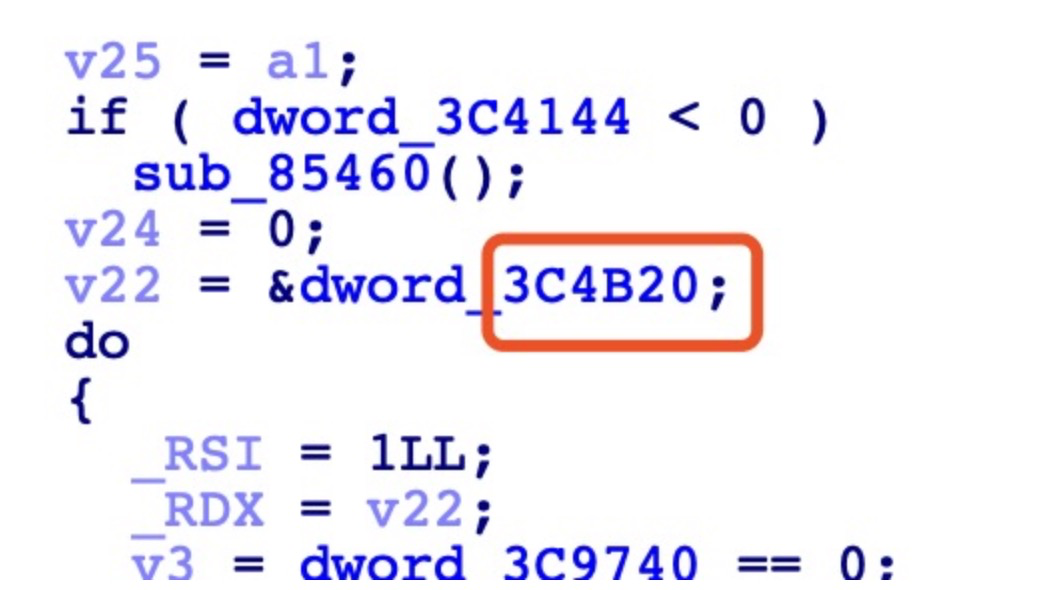 v25 = a1;
if ( dword_3C4144 < 0 )
sub_85460();
v24 = 0;
v22 = &dword_3C4B20;
do
{
_RSI = 1LL;
_RDX = v22;
v3 = dword_3C9740 == 0;